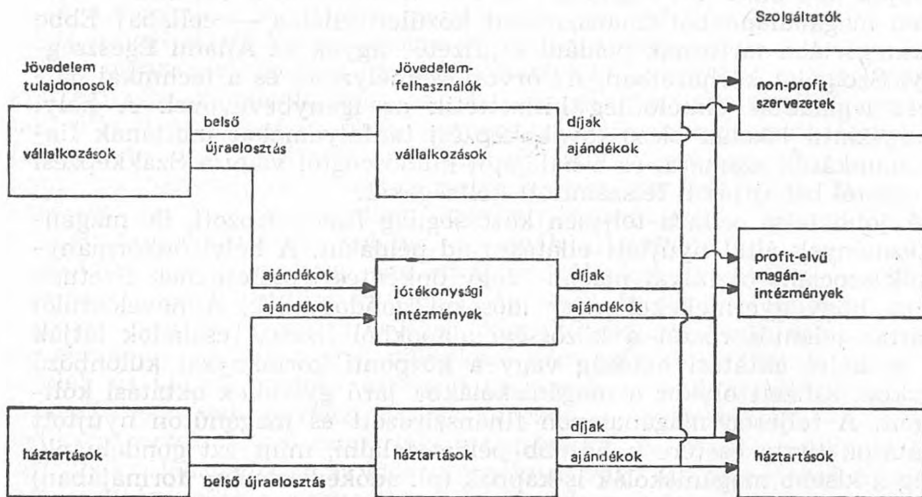 Szolgáltatók
Jövedelem
tulajdonosok
Jövedelem-
felhasználók
non-profit
szervezetek
vállalkozások
belső
újraelosztás
vállalkozások
díjak
ajándékok
ajándékok
ajándékok
jótékony
intézmények
díjak
ajándékok
profit-elvű
magán-
intézmények
háztartások
belső újraelosztás
háztartások
díjak
ajándékok
háztartások